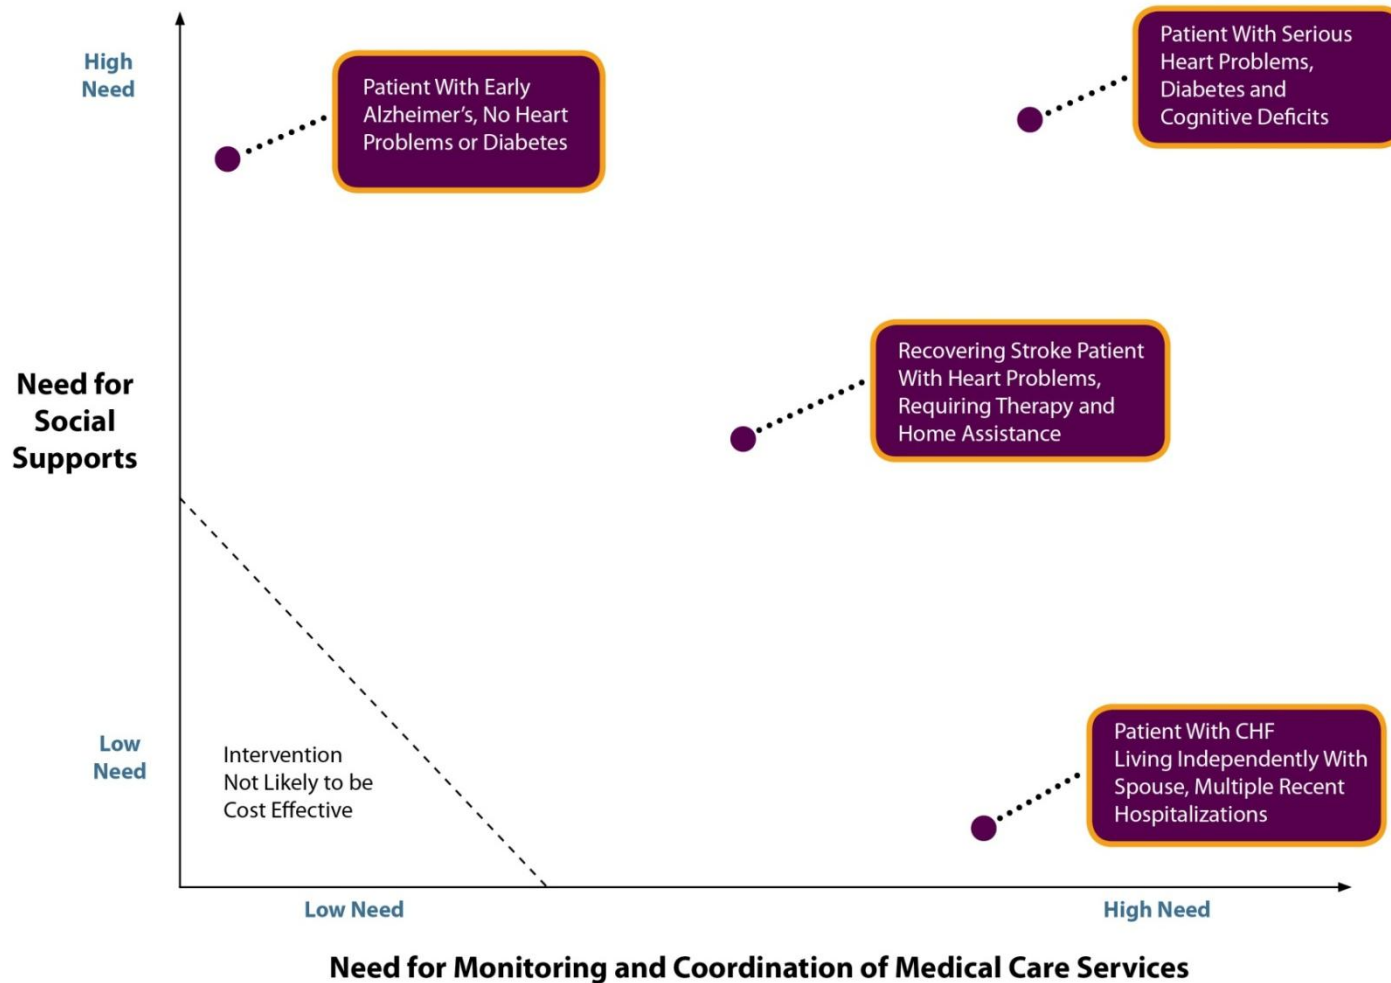 High
Need
Patient With Early
Alzheimer’s, No Heart
Problems or Diabetes
Patient With Serious
Heart Problems,
Diabetes and
Cognitive Deficits
Need for
Social
Supports
Recovering Stroke Patient
With Heart Problems,
Requiring Therapy and
Home Assistance
Low
Need
Intervention
Not Likely to be
Cost Effective
Patient With CHF
Living Independently With
Spouse, Multiple Recent
Hospitalizations
Low Need
High Need
Need for Monitoring and Coordination of Medical Care Services